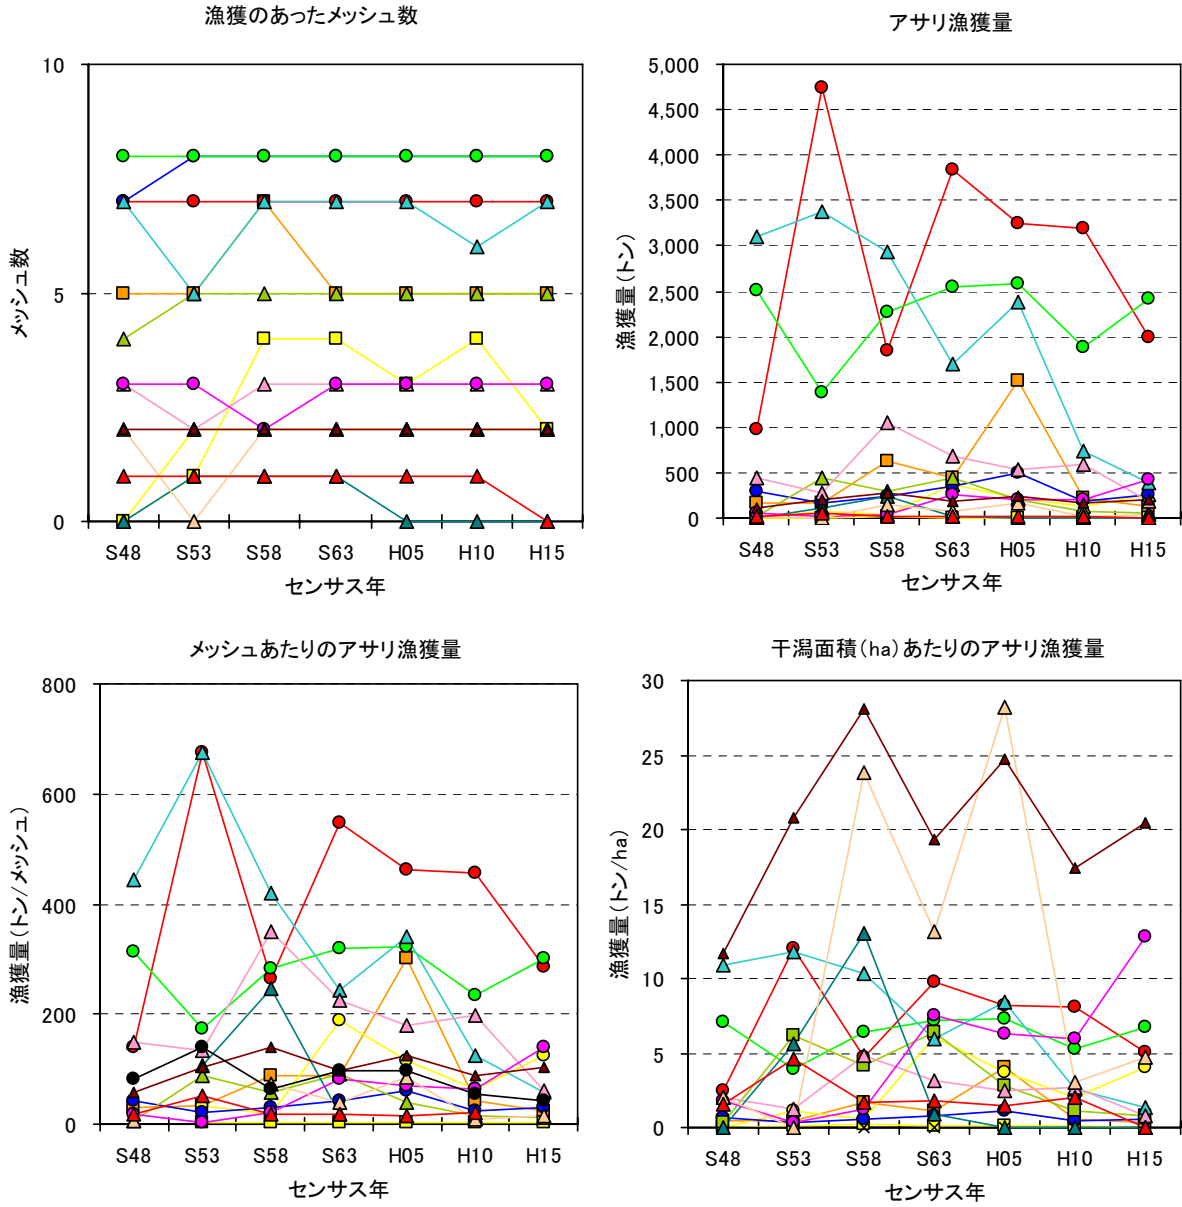 漁獲のあったメッシュ数
10
5
0
メッシュ数
S48 S53 S58 S63 H05 H10 H15
センサス年
アサリ漁獲量
5,000
4,500
4,000
3,500
3,000
2,500
2,000
1,500
1,000
500
0
漁獲量(トン)
S48 S53 S58 S63 H05 H10 H15
センサス年
メッシュあたりのアサリ漁獲量
800
600
400
200
0
漁獲量(トン/メッシュ)
S48 S53 S58 S63 H05 H10 H15
センサス年
干潟面積(ha)あたりのアサリ漁獲量
30
25
20
15
10
5
0
漁獲量(トン/ha)
S48 S53 S58 S63 H05 H10 H15
センサス年